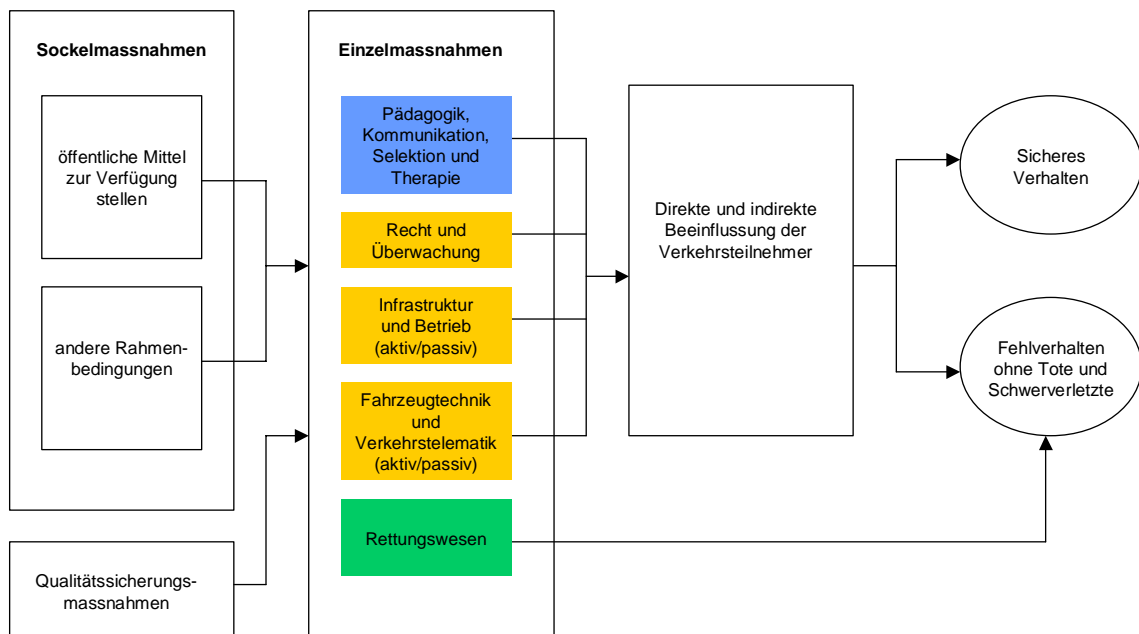 Sockelmassnahmen
öffentliche Mittel
zur Verfügung
stellen
andere Rahmen-
bedingungen
Qualitätssicherungs-
massnahmen
Einzelmassnahmen
Pädagogik,
Kommunikation,
Selektion und
Therapie
Recht und
Überwachung
Infrastruktur
und Betrieb
(aktiv/passiv)
Fahrzeugtechnik
und
Verkehrstelematik
(aktiv/passiv)
Rettungswesen
Direkte und indirekte
Beeinflussung der
Verkehrsteilnehmer
Sicheres
Verhalten
Fehlverhalten
ohne Tote und
Schwerverletzte